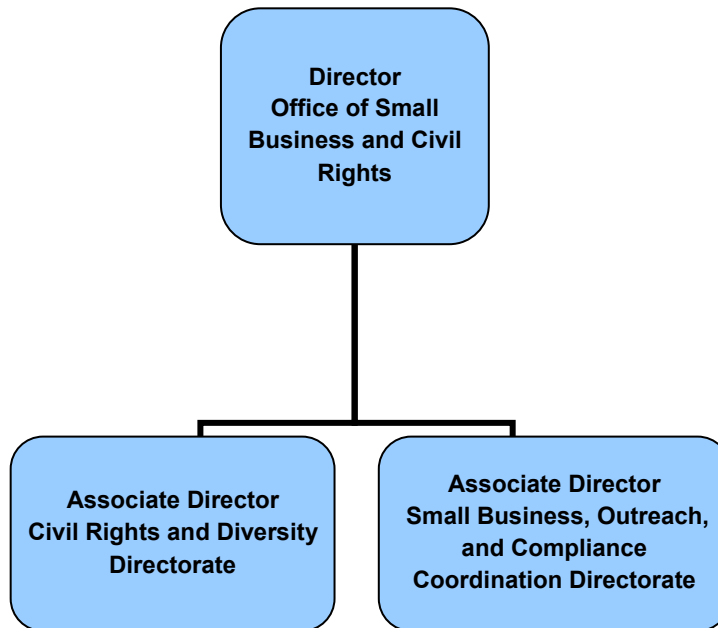 Director
Office of Small
Business and Civil
Rights
Associate Director
Civil Rights and Diversity
Directorate
Associate Director
Small Business, Outreach,
and Compliance
Coordination Directorate